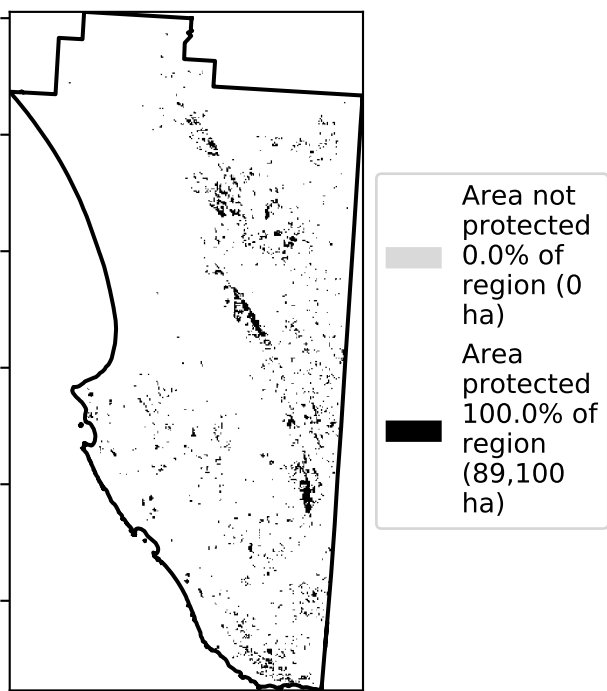 Area not
protected
0.0% of
region (0
ha)
Area
protected
100.0% of
region
(89,100
ha)